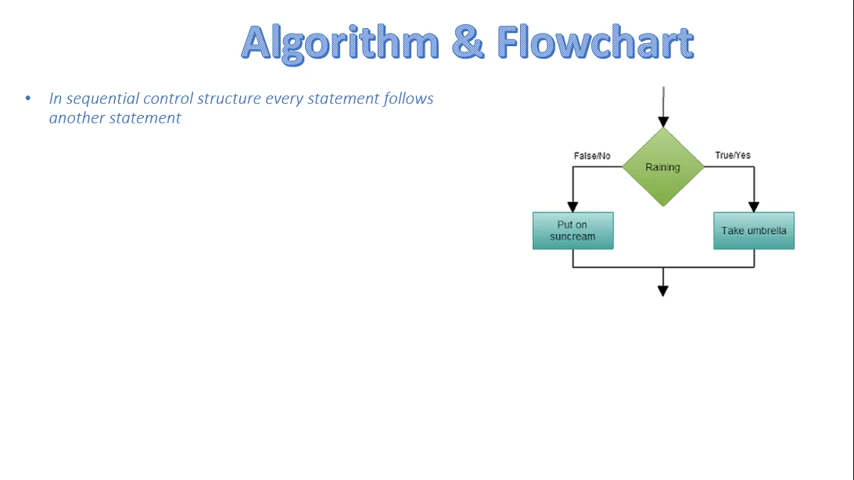 Algorithm & Flowchart
• In sequential control structure every statement follows
another statement
False/No
True/Yes
Raining
Put on
suncream
Take umbrella